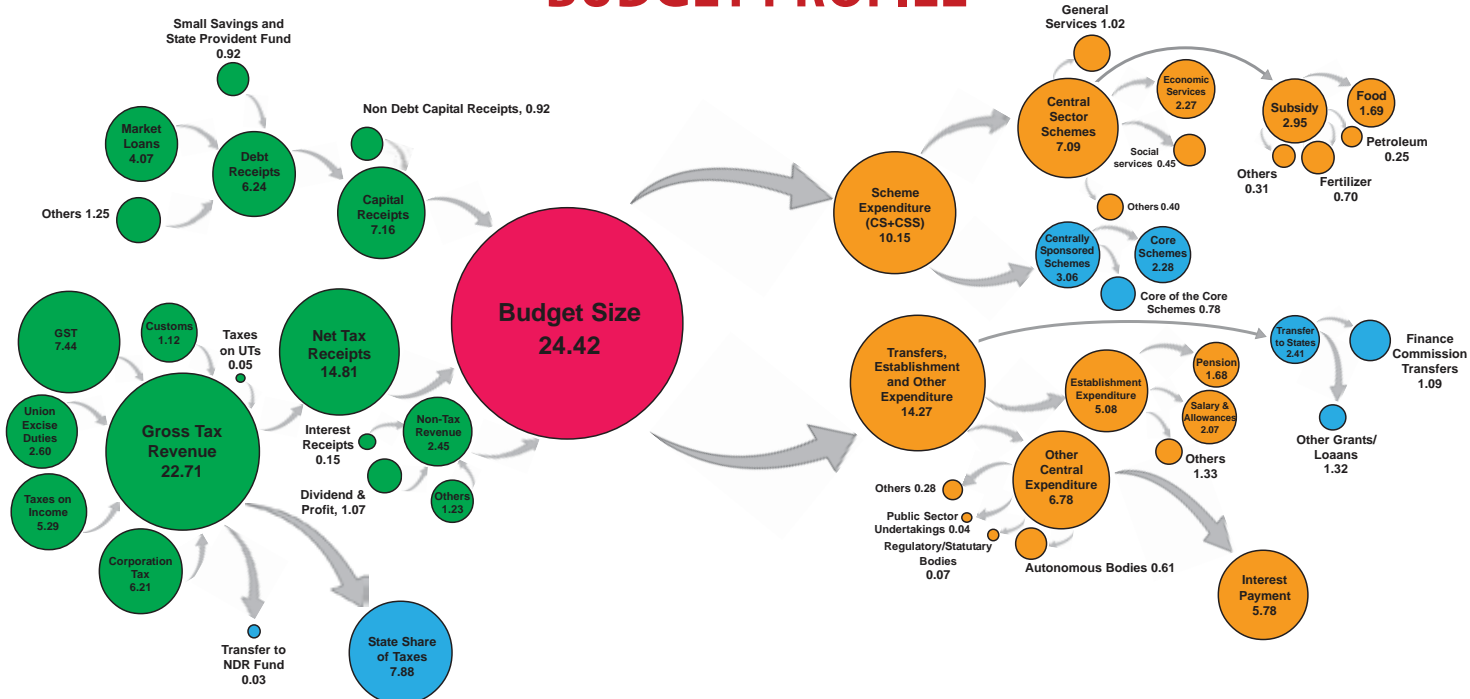 BUDGET PROFILE
Small Savings and
State Provident Fund
0.92
Market
Loans
4.07
Others 1.25
Debt
Receipts
6.24
Non Debt Capital Receipts, 0.92
Capital
Receipts
7.16
GST
7.44
Customs
1.12
Taxes
on UTs
0.05
Union
Excise
Duties
2.60
Taxes on
Income
5.29
Corporation
Tax
6.21
Gross Tax
Revenue
22.71
Net Tax
Receipts
14.81
Interest
Receipts
0.15
Dividend &
Profit, 1.07
Non-Tax
Revenue
2.45
Others
1.23
Transfer to
NDR Fund
0.03
State Share
of Taxes
7.88
Budget Size
24.42
Scheme
Expenditure
(CS+CSS)
10.15
General
Services 1.02
Central
Sector
Schemes
7.09
Economic
Services
2.27
Social
services 0.45
Others 0.40
Subsidy
2.95
Food
1.69
Petroleum
0.25
Fertilizer
0.70
Others
0.31
Centrally
Sponsored
Schemes
3.06
Core
Schemes
2.28
Core of the Core
Schemes 0.78
Transfers,
Establishment
and Other
Expenditure
14.27
Transfer
to States
2.41
Finance
Commission
Transfers
1.09
Other Grants/
Loaans
1.32
Establishment
Expenditure
5.08
Pension
1.68
Salary &
Allowances
2.07
Others
1.33
Other
Central
Expenditure
6.78
Others 0.28
Public Sector
Undertakings 0.04
Regulatory/Statutary
Bodies
0.07
Autonomous Bodies 0.61
Interest
Payment
5.78